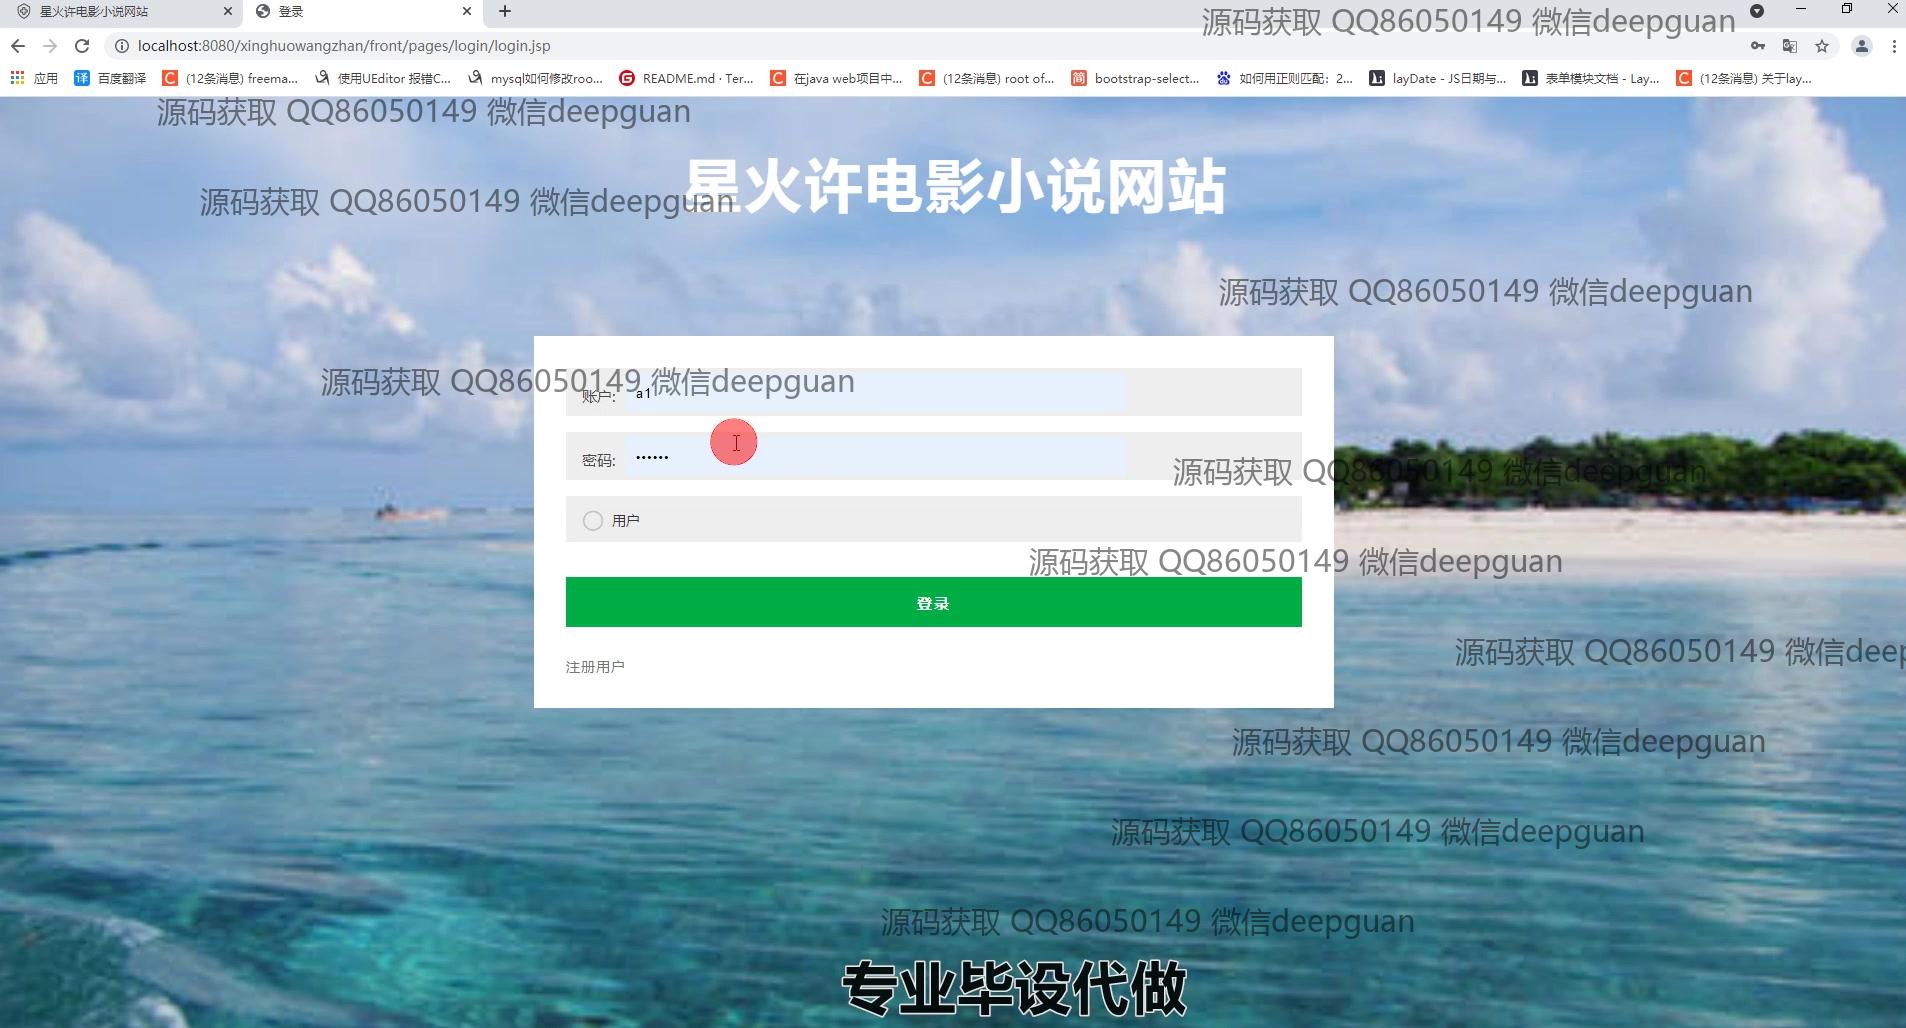 星火许电影小说网站
登录
源码获取 QQ86050149 微信deepguan
localhost:8080/xinghuowangzhan/front/pages/login/login.jsp
应用
百度翻译
(12条消息) freema...
使用UEditor 报错C...
mysql如何修改roo...
README.md · Ter...
在java web项目中...
(12条消息) root of...
bootstrap-select...
如何用正则匹配：2...
layDate - JS日期与...
表单模块文档 - Lay...
(12条消息) 关于lay...
源码获取 QQ86050149 微信deepguan
星火许电影小说网站
源码获取 QQ86050149 微信deepguan
源码获取 QQ86050149 微信deepguan
源码获取 QQ86050149 微信deepguan
账户: a1
密码: ••••••
源码获取 QQ86050149 微信deepguan
用户
源码获取 QQ86050149 微信deepguan
登录
源码获取 QQ86050149 微信deep
注册用户
源码获取 QQ86050149 微信deepguan
源码获取 QQ86050149 微信deepguan
源码获取 QQ86050149 微信deepguan
专业毕设代做